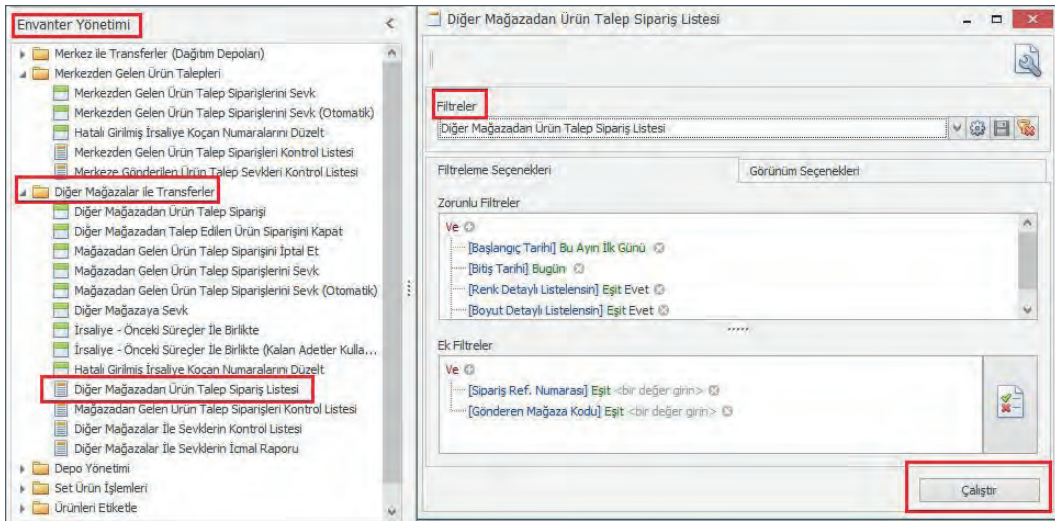 Envanter Yönetimi
Merkez ile Transferler (Dağıtım Depoları)
Merkezden Gelen Ürün Talepleri
Merkezden Gelen Ürün Talep Siparişlerini Sevk
Merkezden Gelen Ürün Talep Siparişlerini Sevk (Otomatik)
Hatalı Girilmiş İrsaliye Koçan Numaralarını Düzelt
Merkezden Gelen Ürün Talep Siparişleri Kontrol Listesi
Merkeze Gönderilen Ürün Talep Sevkleri Kontrol Listesi
Diğer Mağazalar ile Transferler
Diğer Mağazadan Ürün Talep Siparişi
Diğer Mağazadan Talep Edilen Ürün Siparişini Kapat
Mağazadan Gelen Ürün Talep Siparişini İptal Et
Mağazadan Gelen Ürün Talep Siparişlerini Sevk
Mağazadan Gelen Ürün Talep Siparişlerini Sevk (Otomatik)
Diğer Mağazaya Sevk
İrsaliye - Önceki Süreçler İle Birlikte
İrsaliye - Önceki Süreçler İle Birlikte (Kalan Adetler Kulla...
Hatalı Girilmiş İrsaliye Koçan Numaralarını Düzelt
Diğer Mağazadan Ürün Talep Sipariş Listesi
Mağazadan Gelen Ürün Talep Siparişleri Kontrol Listesi
Diğer Mağazalar İle Sevklerin Kontrol Listesi
Diğer Mağazalar İle Sevklerin İcmal Raporu
Depo Yönetimi
Set Ürün İşlemleri
Ürünleri Etiketle
Diğer Mağazadan Ürün Talep Sipariş Listesi
Filtreler
Diğer Mağazadan Ürün Talep Sipariş Listesi
Filtreleme Seçenekleri
Görünüm Seçenekleri
Zorunlu Filtreler
Ve
[Başlangıç Tarihi] Bu Ayın İlk Günü
[Bitiş Tarihi] Bugün
[Renk Detaylı Listelensin] Eşit Evet
[Boyut Detaylı Listelensin] Eşit Evet
Ek Filtreler
Ve
[Sipariş Ref. Numarası] Eşit <bir değer girin>
[Gönderen Mağaza Kodu] Eşit <bir değer girin>
Çalıştır